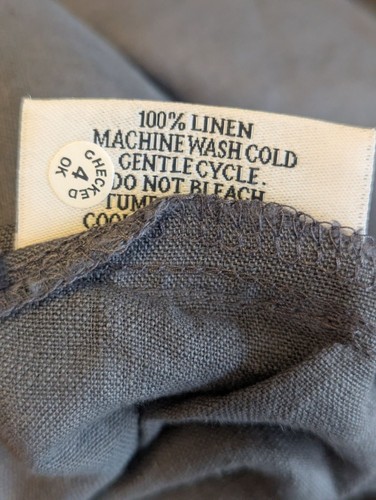 100% LINEN
MACHINE WASH COLD
GENTLE CYCLE.
DO NOT BLEACH
CHECKED
4
OK